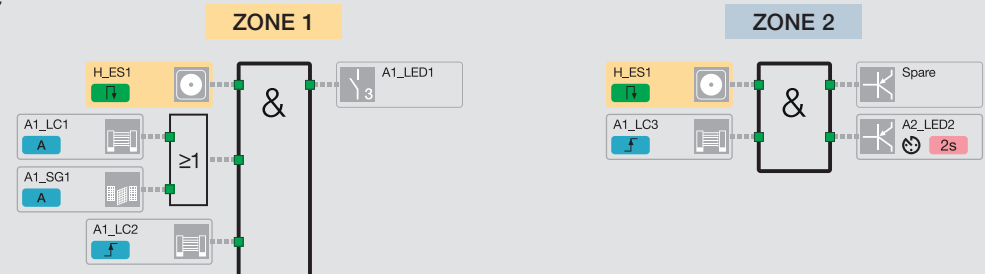 ZONE 1
H_ES1
&
A1_LED1
3
A1_LC1
A
≥1
A1_SG1
A
A1_LC2
ZONE 2
H_ES1
&
Spare
A1_LC3
A2_LED2
2s